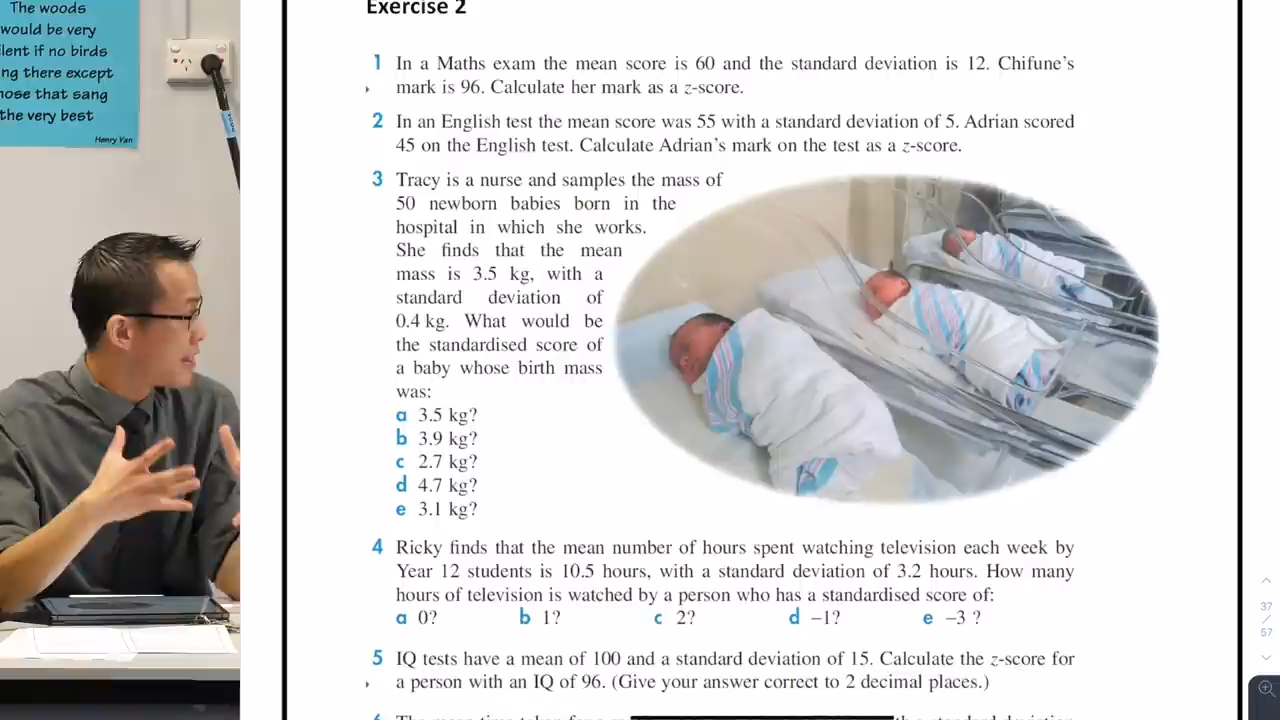 The woods
would be very
ilent if no birds
ng there except
hose that sang
the very best
Henry Van
Exercise 2
1 In a Maths exam the mean score is 60 and the standard deviation is 12. Chifune's
mark is 96. Calculate her mark as a z-score.
2 In an English test the mean score was 55 with a standard deviation of 5. Adrian scored
45 on the English test. Calculate Adrian's mark on the test as a z-score.
3 Tracy is a nurse and samples the mass of
50 newborn babies born in the
hospital in which she works.
She finds that the mean
mass is 3.5 kg, with a
standard deviation of
0.4 kg. What would be
the standardised score of
a baby whose birth mass
was:
a 3.5 kg?
b 3.9 kg?
c 2.7 kg?
d 4.7 kg?
e 3.1 kg?
4 Ricky finds that the mean number of hours spent watching television each week by
Year 12 students is 10.5 hours, with a standard deviation of 3.2 hours. How many
hours of television is watched by a person who has a standardised score of:
a 0? b 1? c 2? d −1? e −3 ?
5 IQ tests have a mean of 100 and a standard deviation of 15. Calculate the z-score for
a person with an IQ of 96. (Give your answer correct to 2 decimal places.)
37
/
57